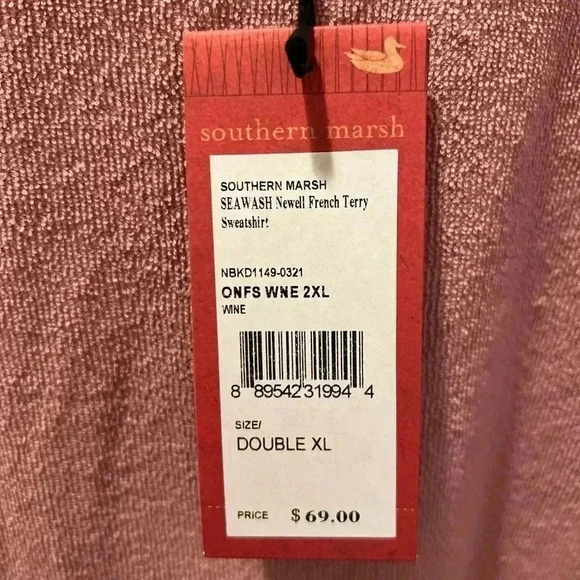 southern marsh
SOUTHERN MARSH
SEAWASH Newell French Terry
Sweatshirt
NBKD1149-0321
ONFS WNE 2XL
WINE
8 89542 31994 4
SIZE/
DOUBLE XL
PRICE $69.00